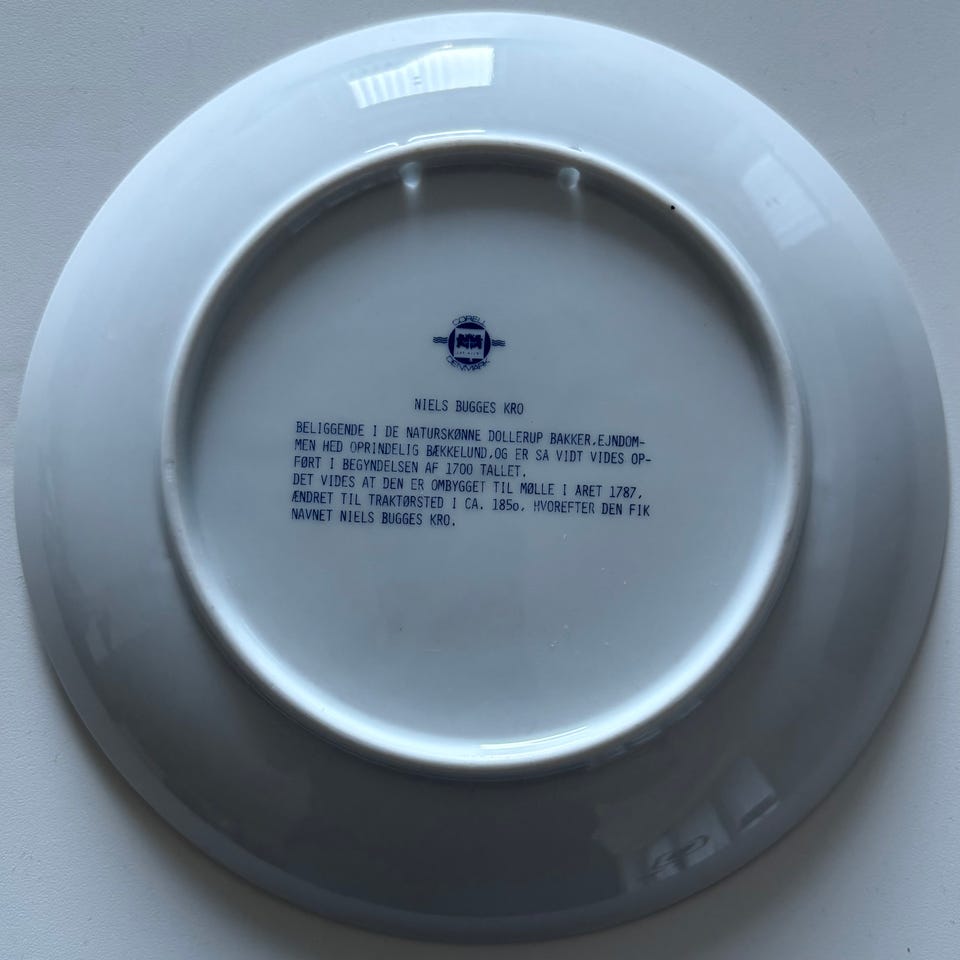 CORELL
DENMARK
NIELS BUGGES KRO
BELIGGENDE I DE NATURSKØNNE DOLLERUP BAKKER,EJNDOM-
MEN HED OPRINDELIG BÆKKELUND,OG ER SA VIDT VIDES OP-
FØRT I BEGYNDELSEN AF 1700 TALLET.
DET VIDES AT DEN ER OMBYGGET TIL MØLLE I ARET 1787,
ÆNDRET TIL TRAKTØRSTED I CA. 185o, HVOREFTER DEN FIK
NAVNET NIELS BUGGES KRO.